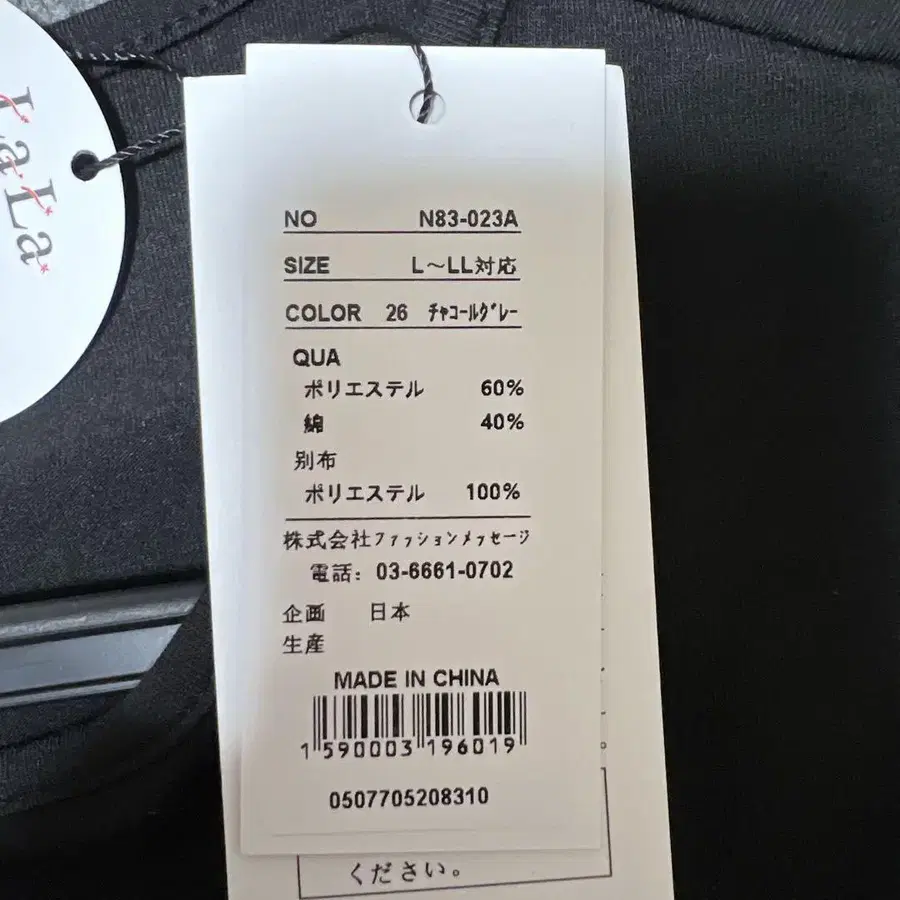 LaLa
NO N83-023A
SIZE L～LL対応
COLOR 26 ﾁｬｺｰﾙｸﾞﾚｰ
QUA
ポリエステル 60%
綿 40%
別布
ポリエステル 100%
株式会社ファッションメッセージ
電話: 03-6661-0702
企画 日本
生産
MADE IN CHINA
1 590003 196019
0507705208310
ください。